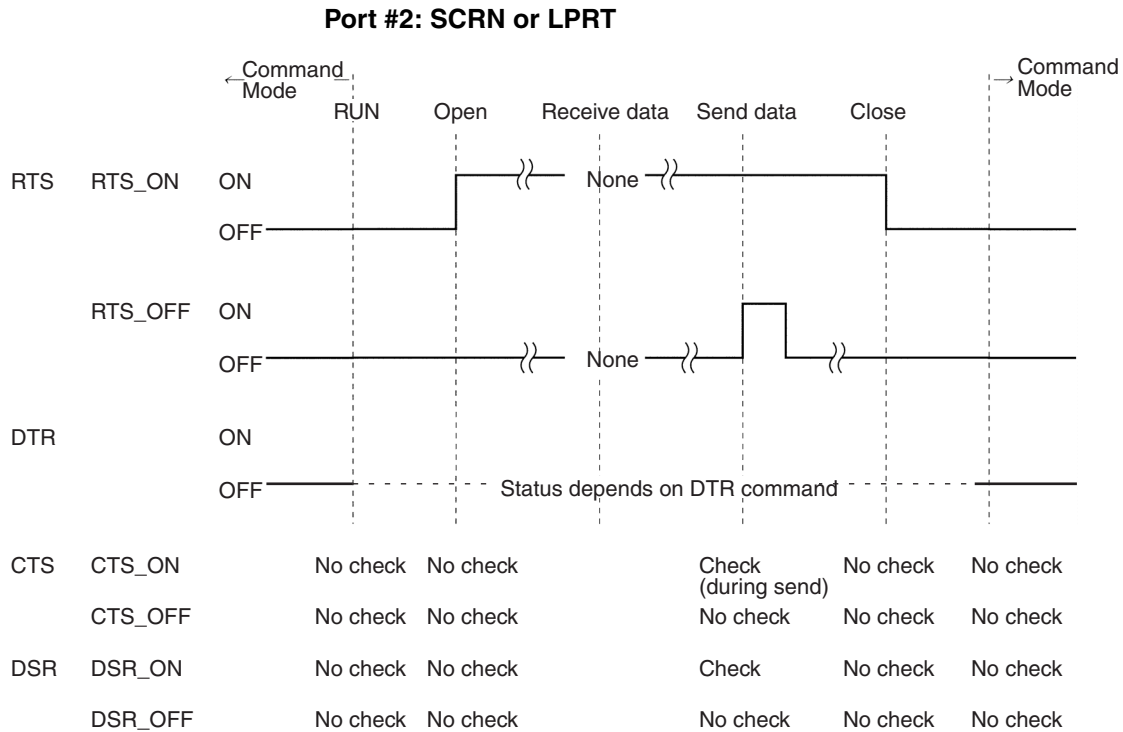 Port #2: SCRN or LPRT
←Command Mode
→Command Mode
RUN Open Receive data Send data Close
RTS RTS_ON ON
None
OFF
RTS_OFF ON
OFF
None
DTR ON
OFF
Status depends on DTR command
CTS CTS_ON No check No check Check (during send) No check No check
CTS_OFF No check No check No check No check No check
DSR DSR_ON No check No check Check No check No check
DSR_OFF No check No check No check No check No check